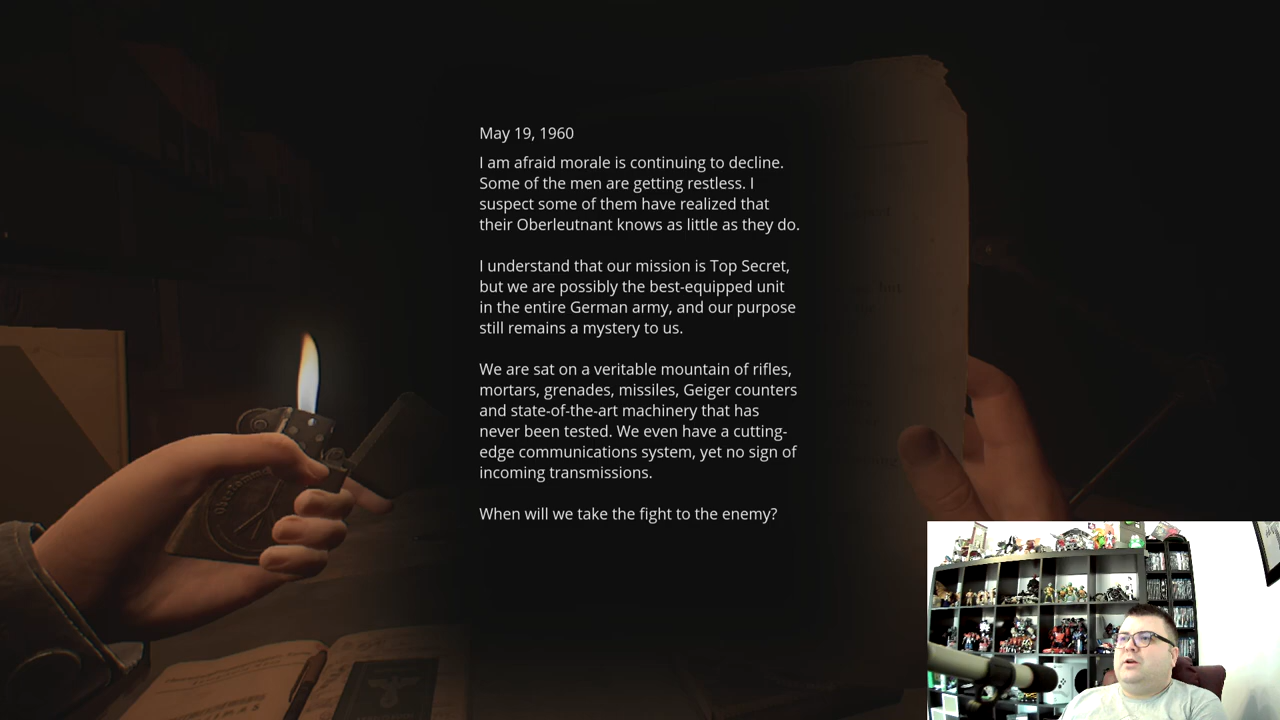 May 19, 1960
I am afraid morale is continuing to decline.
Some of the men are getting restless. I
suspect some of them have realized that
their Oberleutnant knows as little as they do.
I understand that our mission is Top Secret,
but we are possibly the best-equipped unit
in the entire German army, and our purpose
still remains a mystery to us.
We are sat on a veritable mountain of rifles,
mortars, grenades, missiles, Geiger counters
and state-of-the-art machinery that has
never been tested. We even have a cutting-
edge communications system, yet no sign of
incoming transmissions.
When will we take the fight to the enemy?